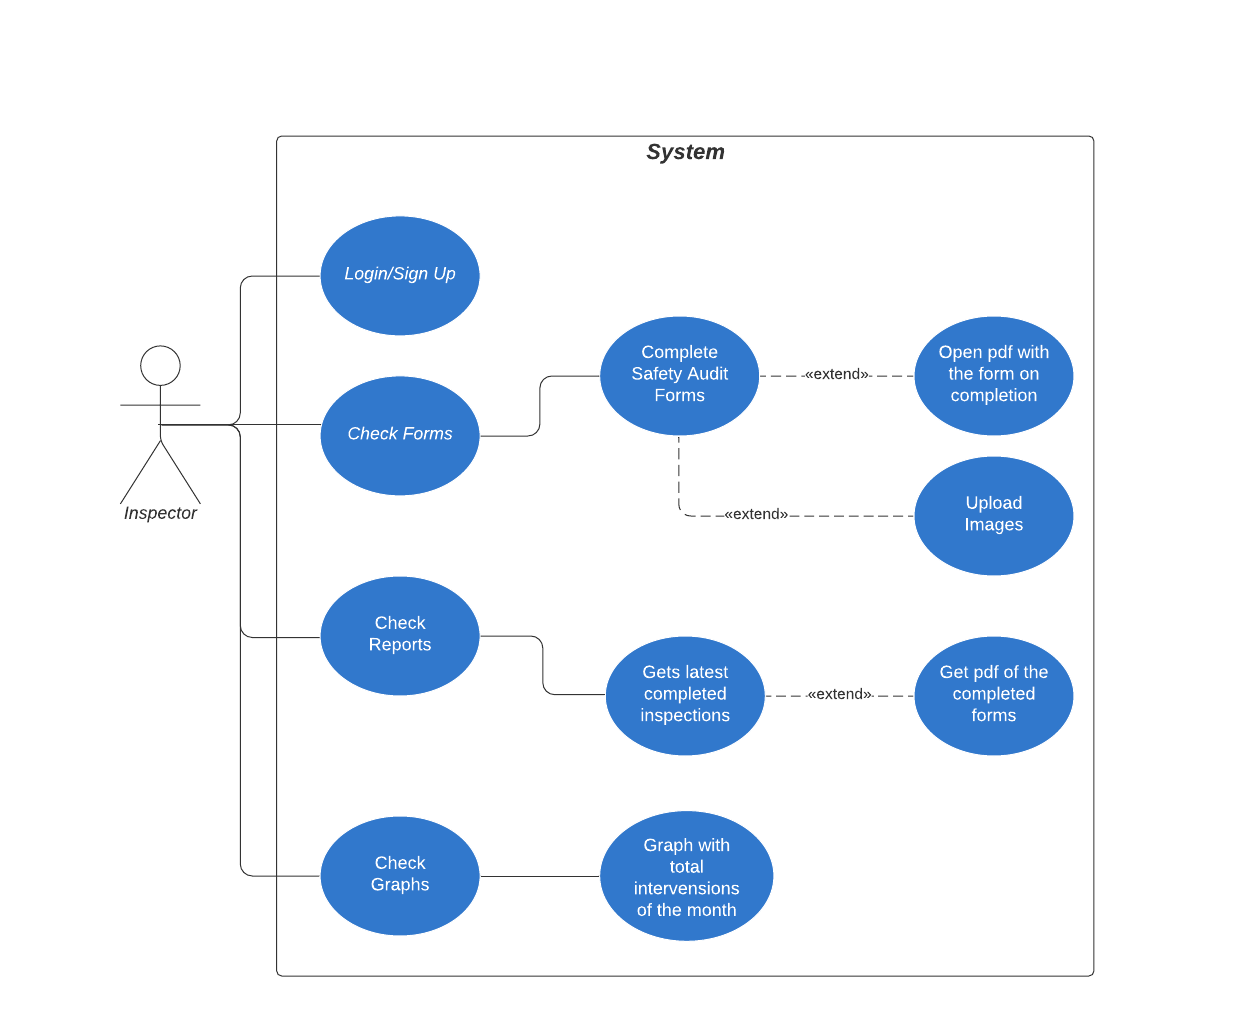 System
Login/Sign Up
Complete
Safety Audit
Forms
«extend»
Open pdf with
the form on
completion
Check Forms
Inspector
«extend»
Upload
Images
Check
Reports
Gets latest
completed
inspections
«extend»
Get pdf of the
completed
forms
Check
Graphs
Graph with
total
intervensions
of the month